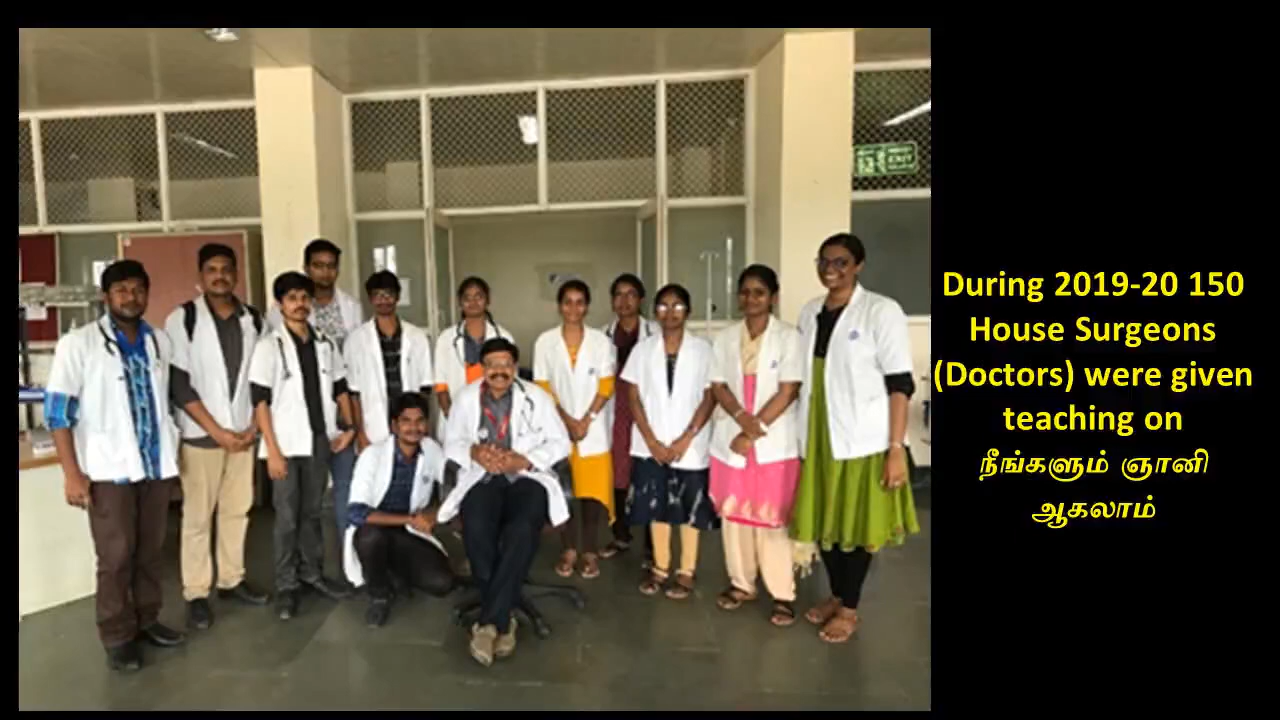 EXIT
During 2019-20 150
House Surgeons
(Doctors) were given
teaching on
நீங்களும் ஞானி
ஆகலாம்